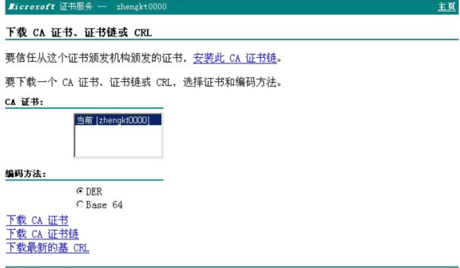 Microsoft 证书服务 -- zhengkt0000 主页
下载 CA 证书、证书链或 CRL
要信任从这个证书颁发机构颁发的证书，安装此 CA 证书链。
要下载一个 CA 证书、证书链或 CRL，选择证书和编码方法。
CA 证书:
当前 [zhengkt0000]
编码方法:
DER
Base 64
下载 CA 证书
下载 CA 证书链
下载最新的基 CRL